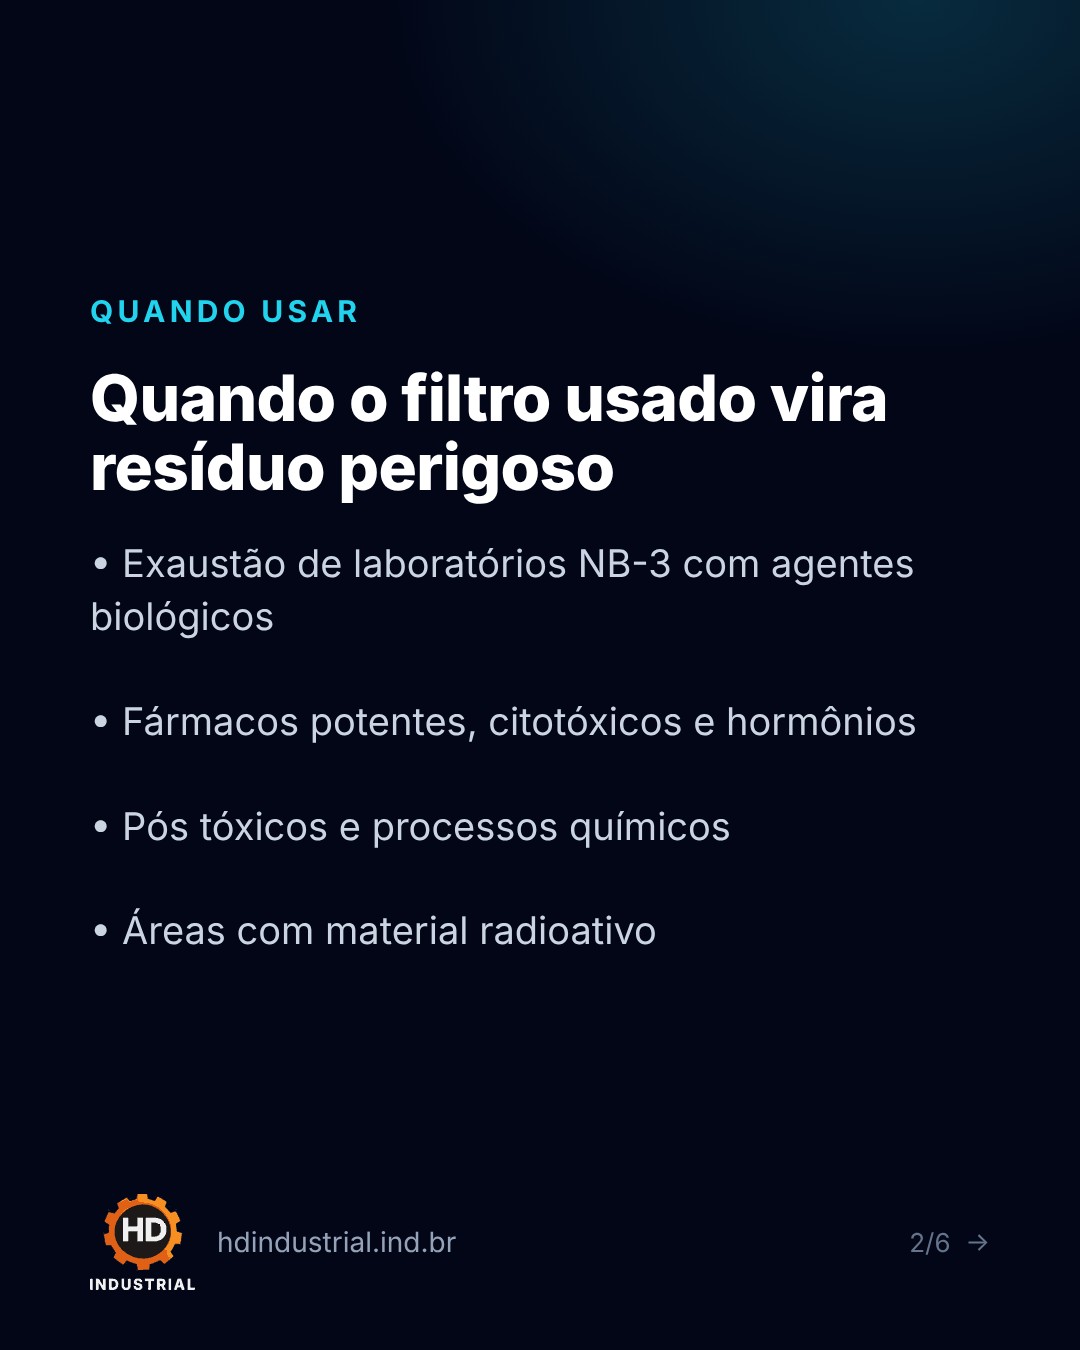 QUANDO USAR
Quando o filtro usado vira
resíduo perigoso
• Exaustão de laboratórios NB-3 com agentes
biológicos
• Fármacos potentes, citotóxicos e hormônios
• Pós tóxicos e processos químicos
• Áreas com material radioativo
HD
INDUSTRIAL
hdindustrial.ind.br
2/6 →